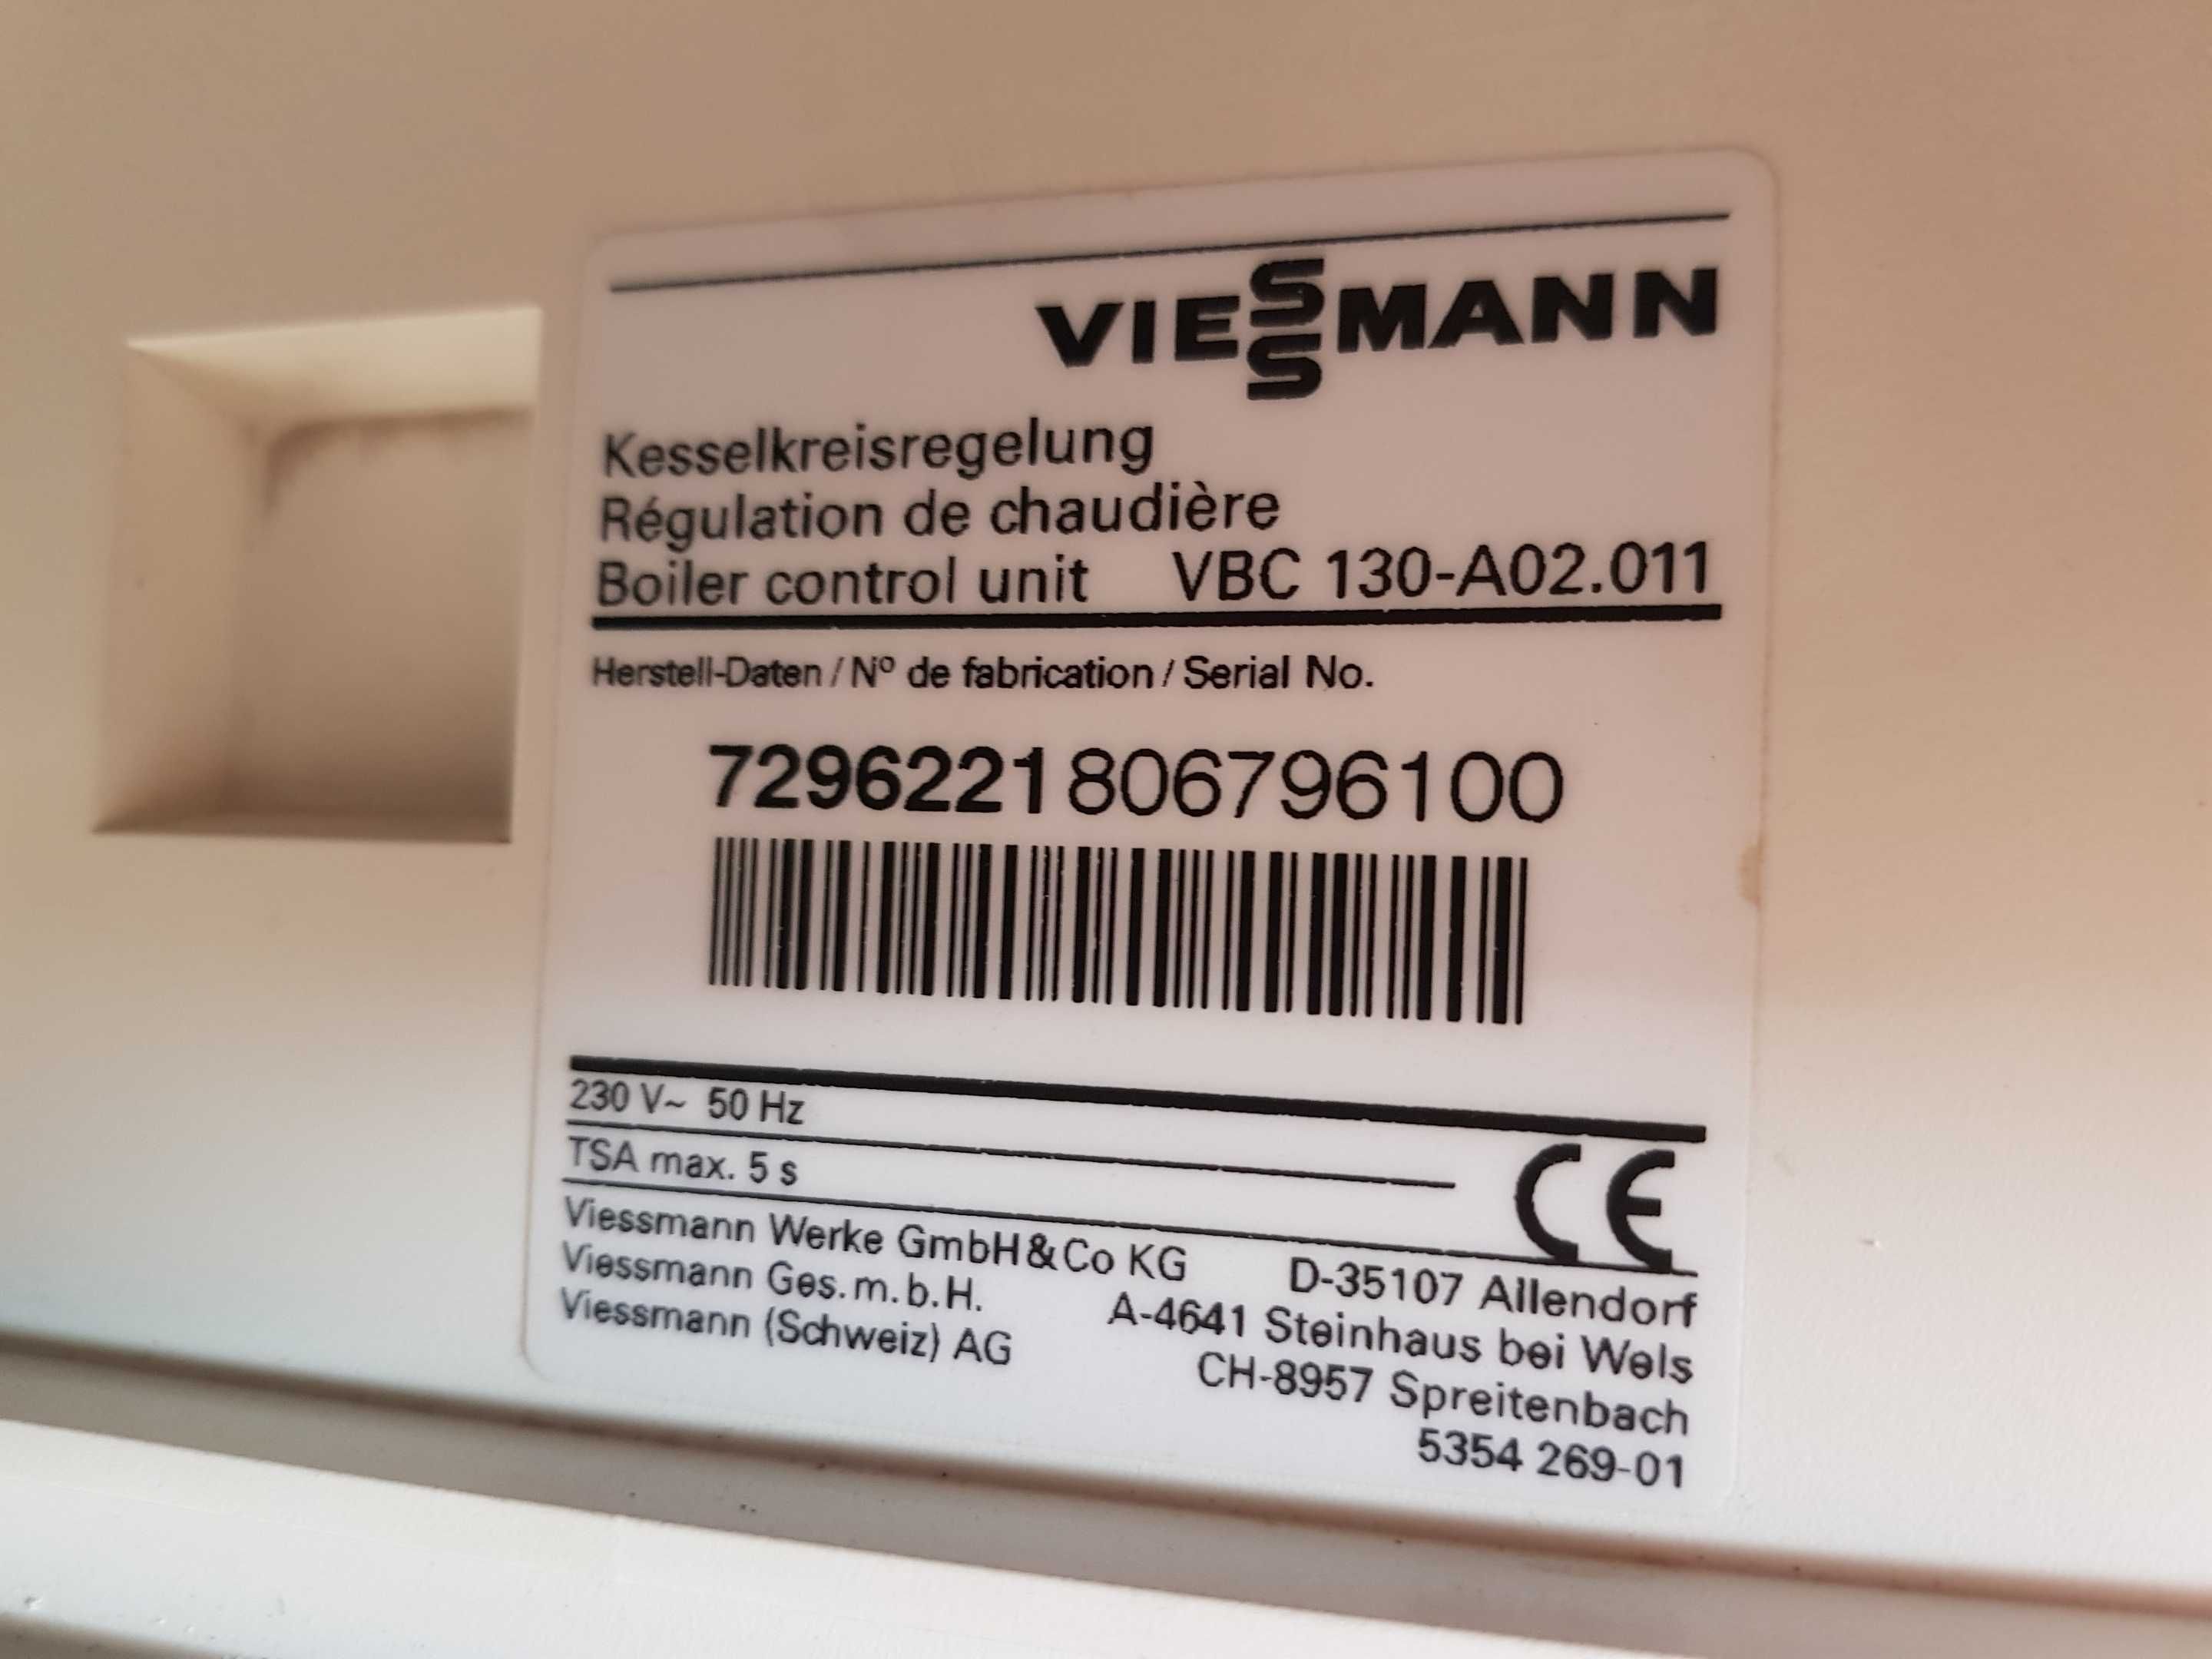 VIESSMANN
Kesselkreisregelung
Régulation de chaudière
Boiler control unit VBC 130-A02.011
Herstell-Daten / Nº de fabrication / Serial No.
7296221806796100
230 V~ 50 Hz
TSA max. 5 s
CE
Viessmann Werke GmbH&Co KG D-35107 Allendorf
Viessmann Ges.m.b.H. A-4641 Steinhaus bei Wels
Viessmann (Schweiz) AG CH-8957 Spreitenbach
5354 269-01